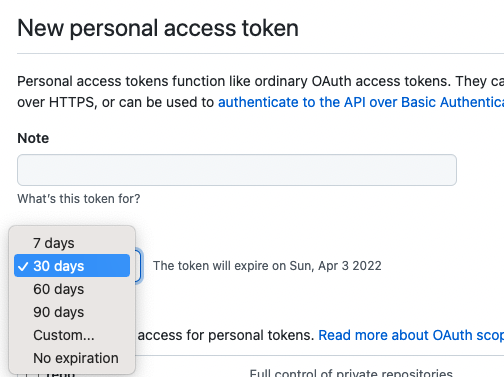 New personal access token
Personal access tokens function like ordinary OAuth access tokens. They ca
over HTTPS, or can be used to authenticate to the API over Basic Authentica
Note
What's this token for?
7 days
✓ 30 days
The token will expire on Sun, Apr 3 2022
60 days
90 days
Custom...
access for personal tokens. Read more about OAuth scop
No expiration
repo
Full control of private repositories